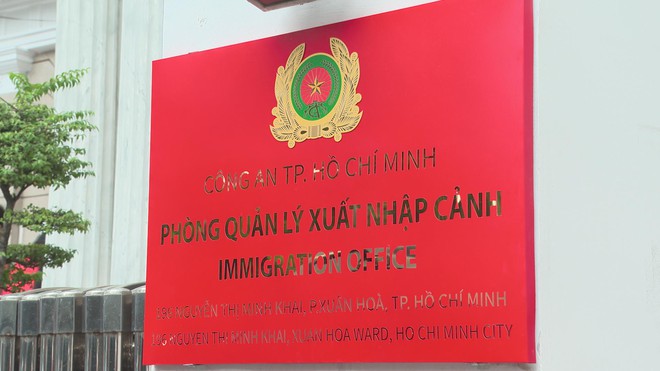 CÔNG AN TP. HỒ CHÍ MINH
PHÒNG QUẢN LÝ XUẤT NHẬP CẢNH
IMMIGRATION OFFICE
NGUYỄN THỊ MINH KHAI, P.XUÂN HOÀ, TP. HỒ CHÍ MINH
NGUYEN THI MINH KHAI, XUAN HOA WARD, HO CHI MINH CITY